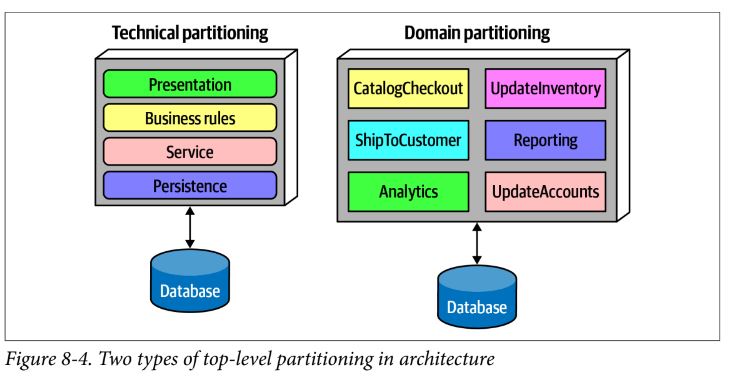 Technical partitioning
Presentation
Business rules
Service
Persistence
Database
Domain partitioning
CatalogCheckout
UpdateInventory
ShipToCustomer
Reporting
Analytics
UpdateAccounts
Database
Figure 8-4. Two types of top-level partitioning in architecture